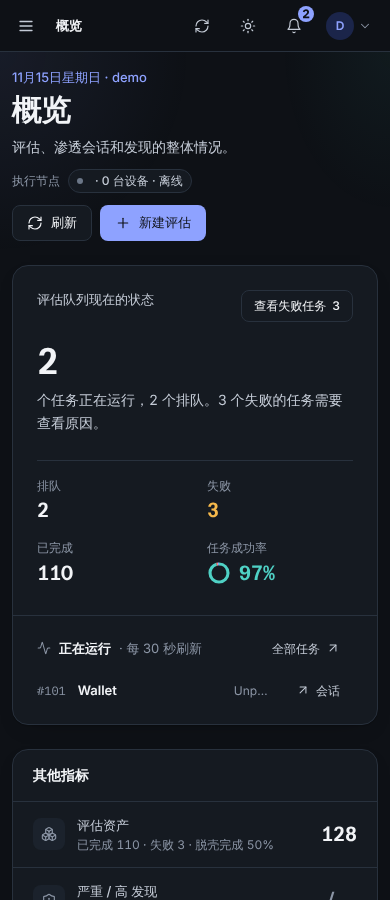 概览
2
D
11月15日星期日 · demo
概览
评估、渗透会话和发现的整体情况。
执行节点 · 0 台设备 · 离线
刷新 新建评估
评估队列现在的状态 查看失败任务 3
2
个任务正在运行，2 个排队。3 个失败的任务需要
查看原因。
排队 失败
2 3
已完成 任务成功率
110 97%
正在运行 · 每 30 秒刷新 全部任务
#101 Wallet Unp... 会话
其他指标
评估资产
已完成 110 · 失败 3 · 脱壳完成 50%
128
严重 / 高 发现